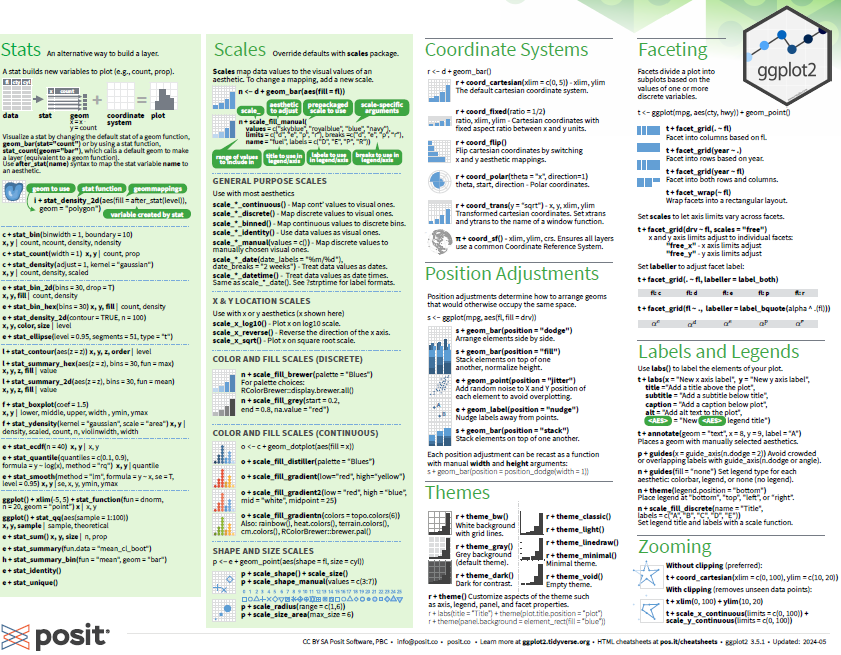 Stats An alternative way to build a layer.
A stat builds new variables to plot (e.g., count, prop).
data stat geom coordinate plot
x = x system
y = count
Visualize a stat by changing the default stat of a geom function,
geom_bar(stat="count") or by using a stat function,
stat_count(geom="bar"), which calls a default geom to make
a layer (equivalent to a geom function).
Use after_stat(name) syntax to map the stat variable name to
an aesthetic.
geom to use stat function geommappings
i + stat_density_2d(aes(fill = after_stat(level)),
geom = "polygon")
variable created by stat
c + stat_bin(binwidth = 1, boundary = 10)
x, y | count, ncount, density, ndensity
c + stat_count(width = 1) x, y | count, prop
c + stat_density(adjust = 1, kernel = "gaussian")
x, y | count, density, scaled
e + stat_bin_2d(bins = 30, drop = T)
x, y, fill | count, density
e + stat_bin_hex(bins = 30) x, y, fill | count, density
e + stat_density_2d(contour = TRUE, n = 100)
x, y, color, size | level
e + stat_ellipse(level = 0.95, segments = 51, type = "t")
l + stat_contour(aes(z = z)) x, y, z, order | level
l + stat_summary_hex(aes(z = z), bins = 30, fun = max)
x, y, z, fill | value
l + stat_summary_2d(aes(z = z), bins = 30, fun = mean)
x, y, z, fill | value
f + stat_boxplot(coef = 1.5)
x, y | lower, middle, upper, width , ymin, ymax
f + stat_ydensity(kernel = "gaussian", scale = "area") x, y |
density, scaled, count, n, violinwidth, width
e + stat_ecdf(n = 40) x, y | x, y
e + stat_quantile(quantiles = c(0.1, 0.9),
formula = y ~ log(x), method = "rq") x, y | quantile
e + stat_smooth(method = "lm", formula = y ~ x, se = T,
level = 0.95) x, y | se, x, y, ymin, ymax
ggplot() + xlim(-5, 5) + stat_function(fun = dnorm,
n = 20, geom = "point") x | x, y
ggplot() + stat_qq(aes(sample = 1:100))
x, y, sample | sample, theoretical
e + stat_sum() x, y, size | n, prop
e + stat_summary(fun.data = "mean_cl_boot")
h + stat_summary_bin(fun = "mean", geom = "bar")
e + stat_identity()
e + stat_unique()
Scales Override defaults with scales package.
Scales map data values to the visual values of an
aesthetic. To change a mapping, add a new scale.
n <- d + geom_bar(aes(fill = fl))
scale_ aesthetic to adjust prepackaged scale to use scale-specific arguments
n + scale_fill_manual(
values = c("skyblue", "royalblue", "blue", "navy"),
limits = c("d", "e", "p", "r"), breaks =c("d", "e", "p", "r"),
name = "fuel", labels = c("D", "E", "P", "R"))
range of values to include in title to use in legend/axis labels to use in legend/axis breaks to use in legend/axis
GENERAL PURPOSE SCALES
Use with most aesthetics
scale_*_continuous() - Map cont' values to visual ones.
scale_*_discrete() - Map discrete values to visual ones.
scale_*_binned() - Map continuous values to discrete bins.
scale_*_identity() - Use data values as visual ones.
scale_*_manual(values = c()) - Map discrete values to
manually chosen visual ones.
scale_*_date(date_labels = "%m/%d"),
date_breaks = "2 weeks") - Treat data values as dates.
scale_*_datetime() - Treat data values as date times.
Same as scale_*_date(). See ?strptime for label formats.
X & Y LOCATION SCALES
Use with x or y aesthetics (x shown here)
scale_x_log10() - Plot x on log10 scale.
scale_x_reverse() - Reverse the direction of the x axis.
scale_x_sqrt() - Plot x on square root scale.
COLOR AND FILL SCALES (DISCRETE)
n + scale_fill_brewer(palette = "Blues")
For palette choices:
RColorBrewer::display.brewer.all()
n + scale_fill_grey(start = 0.2,
end = 0.8, na.value = "red")
COLOR AND FILL SCALES (CONTINUOUS)
o <- c + geom_dotplot(aes(fill = x))
o + scale_fill_distiller(palette = "Blues")
o + scale_fill_gradient(low="red", high="yellow")
o + scale_fill_gradient2(low = "red", high = "blue",
mid = "white", midpoint = 25)
o + scale_fill_gradientn(colors = topo.colors(6))
Also: rainbow(), heat.colors(), terrain.colors(),
cm.colors(), RColorBrewer::brewer.pal()
SHAPE AND SIZE SCALES
p <- e + geom_point(aes(shape = fl, size = cyl))
p + scale_shape() + scale_size()
p + scale_shape_manual(values = c(3:7))
0 1 2 3 4 5 6 7 8 9 10 11 12 13 14 15 16 17 18 19 20 21 22 23 24 25
p + scale_radius(range = c(1,6))
p + scale_size_area(max_size = 6)
Coordinate Systems
r <- d + geom_bar()
r + coord_cartesian(xlim = c(0, 5)) - xlim, ylim
The default cartesian coordinate system.
r + coord_fixed(ratio = 1/2)
ratio, xlim, ylim - Cartesian coordinates with
fixed aspect ratio between x and y units.
r + coord_flip()
Flip cartesian coordinates by switching
x and y aesthetic mappings.
r + coord_polar(theta = "x", direction=1)
theta, start, direction - Polar coordinates.
r + coord_trans(y = "sqrt") - x, y, xlim, ylim
Transformed cartesian coordinates. Set xtrans
and ytrans to the name of a window function.
π + coord_sf() - xlim, ylim, crs. Ensures all layers
use a common Coordinate Reference System.
Position Adjustments
Position adjustments determine how to arrange geoms
that would otherwise occupy the same space.
s <- ggplot(mpg, aes(fl, fill = drv))
s + geom_bar(position = "dodge")
Arrange elements side by side.
s + geom_bar(position = "fill")
Stack elements on top of one
another, normalize height.
e + geom_point(position = "jitter")
Add random noise to X and Y position of
each element to avoid overplotting.
e + geom_label(position = "nudge")
Nudge labels away from points.
s + geom_bar(position = "stack")
Stack elements on top of one another.
Each position adjustment can be recast as a function
with manual width and height arguments:
s + geom_bar(position = position_dodge(width = 1))
Themes
r + theme_bw()
White background
with grid lines.
r + theme_gray()
Grey background
(default theme).
r + theme_dark()
Dark for contrast.
r + theme_classic()
r + theme_light()
r + theme_linedraw()
r + theme_minimal()
Minimal theme.
r + theme_void()
Empty theme.
r + theme() Customize aspects of the theme such
as axis, legend, panel, and facet properties.
r + labs(title = "Title") + theme(plot.title.position = "plot")
r + theme(panel.background = element_rect(fill = "blue"))
ggplot2
Faceting
Facets divide a plot into
subplots based on the
values of one or more
discrete variables.
t <- ggplot(mpg, aes(cty, hwy)) + geom_point()
t + facet_grid(. ~ fl)
Facet into columns based on fl.
t + facet_grid(year ~ .)
Facet into rows based on year.
t + facet_grid(year ~ fl)
Facet into both rows and columns.
t + facet_wrap(~ fl)
Wrap facets into a rectangular layout.
Set scales to let axis limits vary across facets.
t + facet_grid(drv ~ fl, scales = "free")
x and y axis limits adjust to individual facets:
"free_x" - x axis limits adjust
"free_y" - y axis limits adjust
Set labeller to adjust facet label:
t + facet_grid(. ~ fl, labeller = label_both)
fl: c fl: d fl: e fl: p fl: r
t + facet_grid(fl ~ ., labeller = label_bquote(alpha ^ .(fl)))
αᶜ αᵈ αᵉ αᵖ αʳ
Labels and Legends
Use labs() to label the elements of your plot.
t + labs(x = "New x axis label", y = "New y axis label",
title ="Add a title above the plot",
subtitle = "Add a subtitle below title",
caption = "Add a caption below plot",
alt = "Add alt text to the plot",
<AES> = "New <AES> legend title")
t + annotate(geom = "text", x = 8, y = 9, label = "A")
Places a geom with manually selected aesthetics.
p + guides(x = guide_axis(n.dodge = 2)) Avoid crowded
or overlapping labels with guide_axis(n.dodge or angle).
n + guides(fill = "none") Set legend type for each
aesthetic: colorbar, legend, or none (no legend).
n + theme(legend.position = "bottom")
Place legend at "bottom", "top", "left", or "right".
n + scale_fill_discrete(name = "Title",
labels = c("A", "B", "C", "D", "E"))
Set legend title and labels with a scale function.
Zooming
Without clipping (preferred):
t + coord_cartesian(xlim = c(0, 100), ylim = c(10, 20))
With clipping (removes unseen data points):
t + xlim(0, 100) + ylim(10, 20)
t + scale_x_continuous(limits = c(0, 100)) +
scale_y_continuous(limits = c(0, 100))
posit®
CC BY SA Posit Software, PBC • info@posit.co • posit.co • Learn more at ggplot2.tidyverse.org • HTML cheatsheets at pos.it/cheatsheets • ggplot2 3.5.1 • Updated: 2024-05